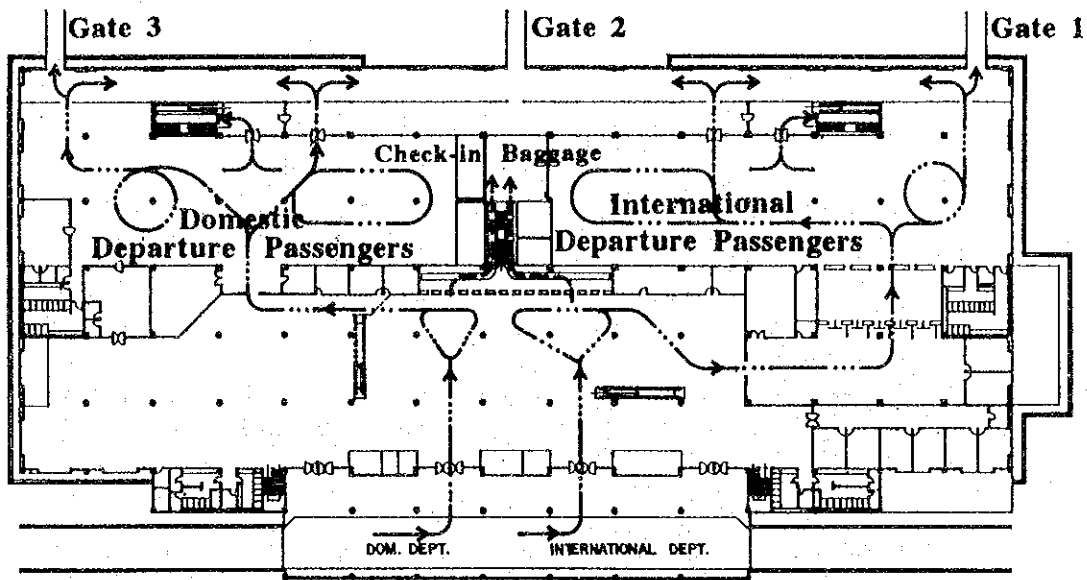 Gate 3
Gate 2
Gate 1
Check-in Baggage
Domestic
Departure Passengers
International
Departure Passengers
DOM. DEPT.
INTERNATIONAL DEPT.